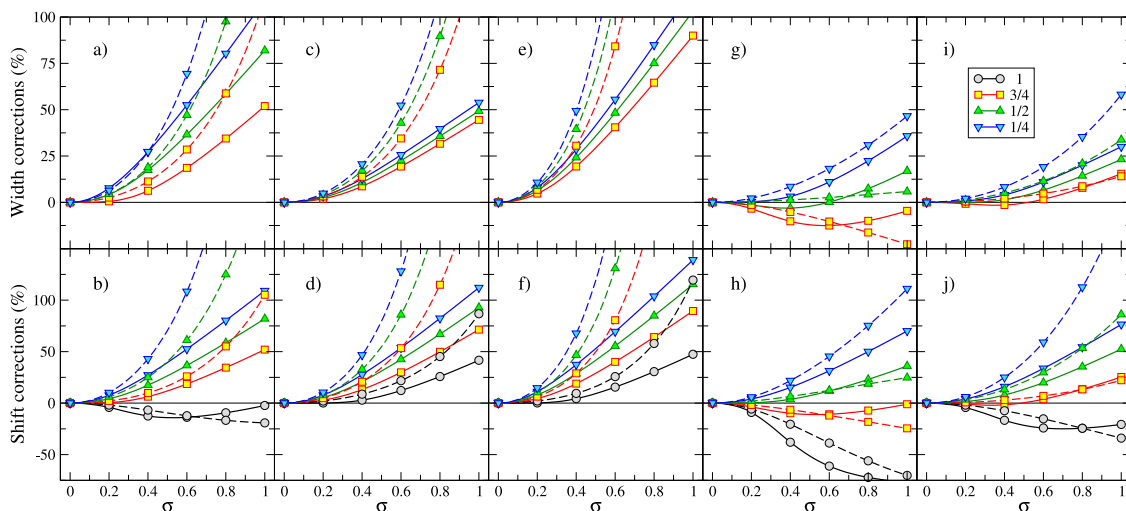 100
75
50
25
0
Width corrections (%)
a)
c)
e)
g)
i)
1
3/4
1/2
1/4
100
50
0
-50
Shift corrections (%)
b)
d)
f)
h)
j)
0 0.2 0.4 0.6 0.8 1
0 0.2 0.4 0.6 0.8 1
0 0.2 0.4 0.6 0.8 1
0 0.2 0.4 0.6 0.8 1
0 0.2 0.4 0.6 0.8 1
σ σ σ σ σ